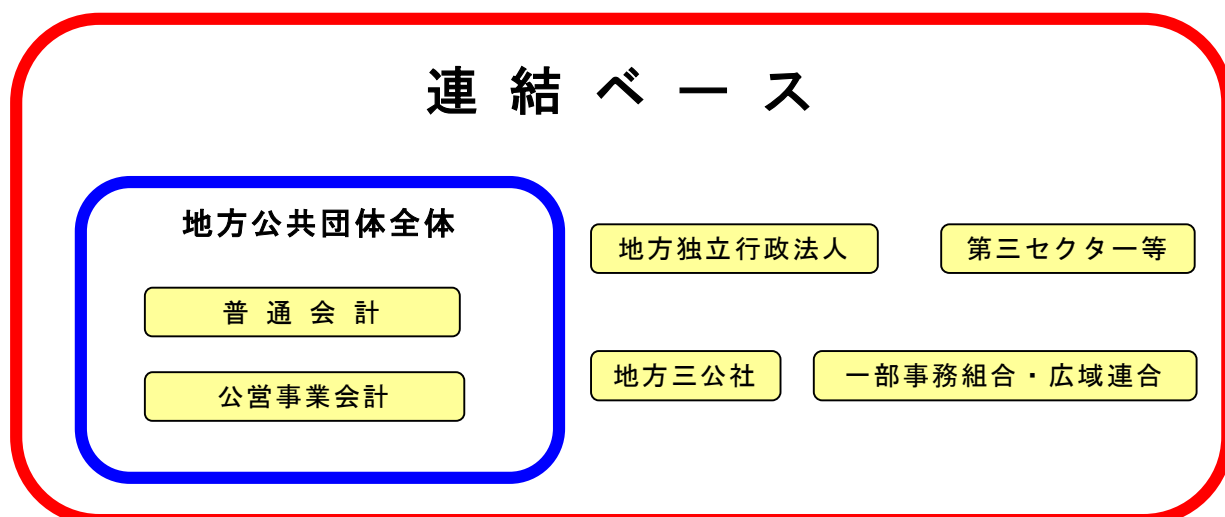 連結ベース
地方公共団体全体
普通会計
公営事業会計
地方独立行政法人
第三セクター等
地方三公社
一部事務組合・広域連合